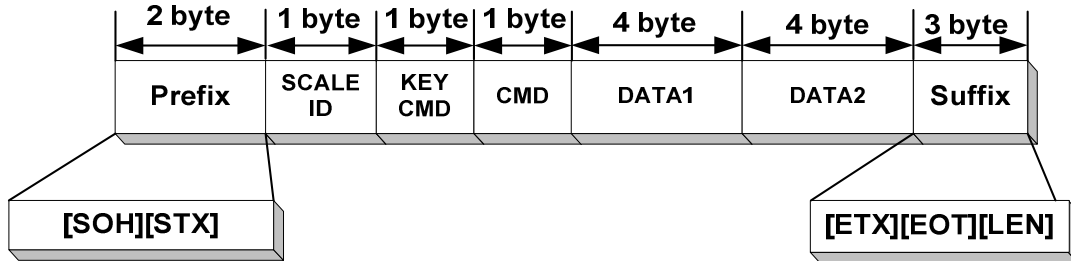 2 byte 1 byte 1 byte 1 byte 4 byte 4 byte 3 byte
Prefix SCALE ID KEY CMD CMD DATA1 DATA2 Suffix
[SOH][STX] [ETX][EOT][LEN]